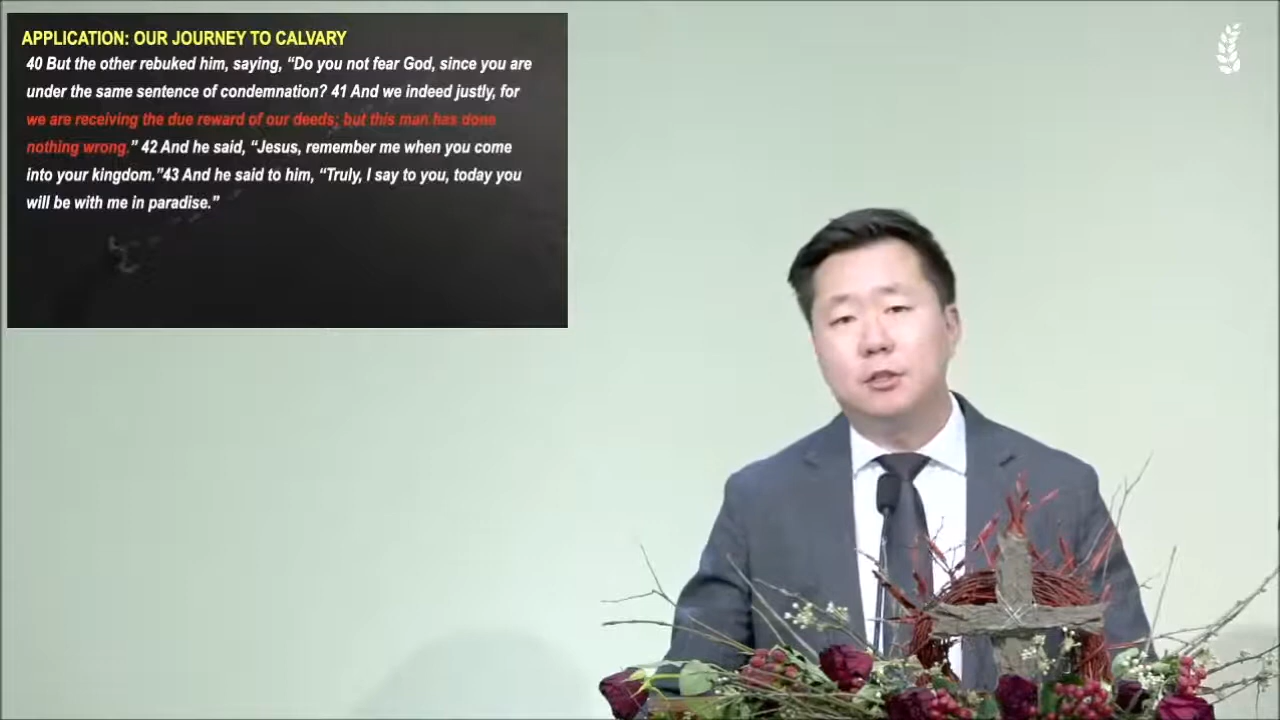 APPLICATION: OUR JOURNEY TO CALVARY
40 But the other rebuked him, saying, “Do you not fear God, since you are
under the same sentence of condemnation? 41 And we indeed justly, for
we are receiving the due reward of our deeds; but this man has done
nothing wrong.” 42 And he said, “Jesus, remember me when you come
into your kingdom.”43 And he said to him, “Truly, I say to you, today you
will be with me in paradise.”